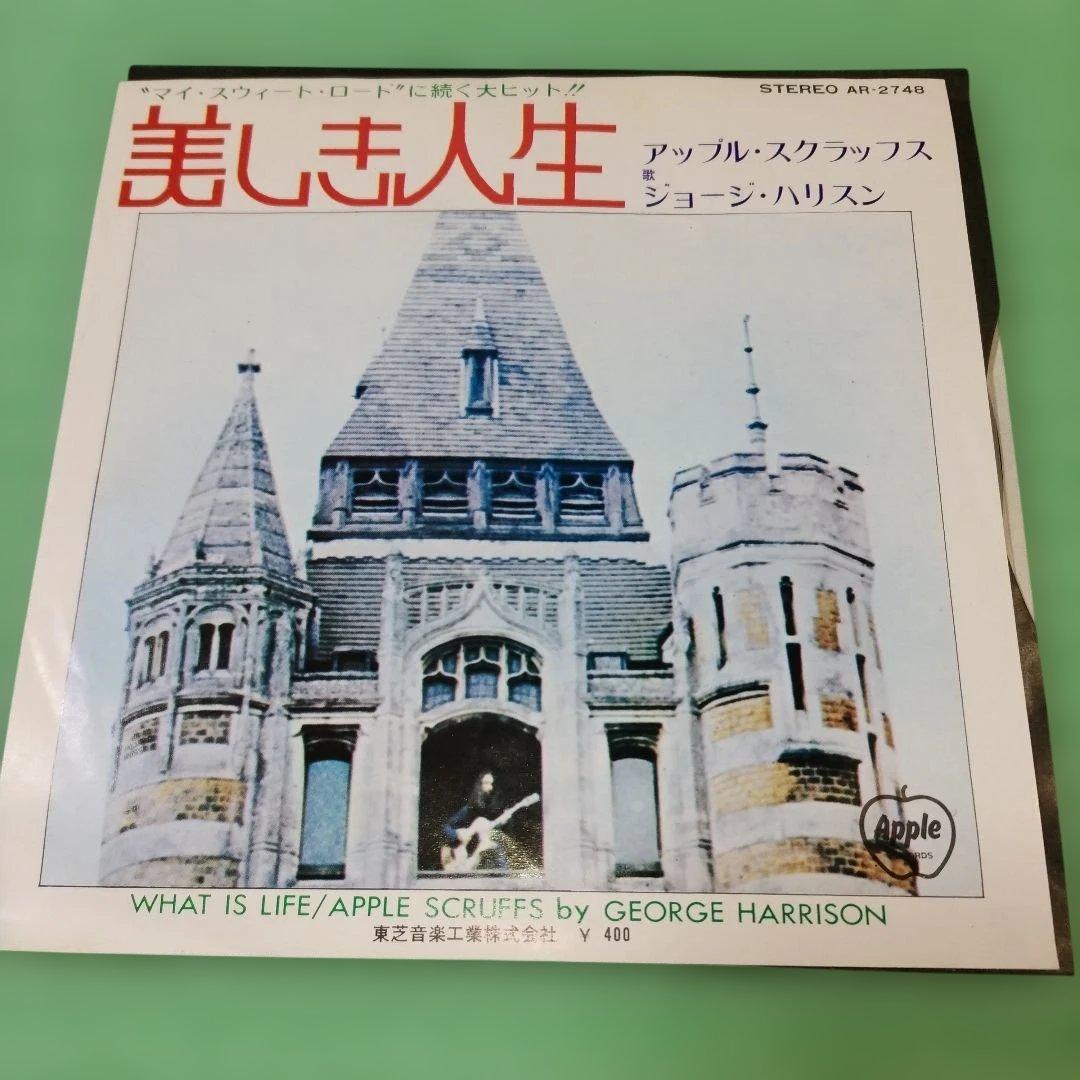 "マイ・スウィート・ロード"に続く大ヒット!!
STEREO AR-2748
美しき人生
アップル・スクラッフス
歌
ジョージ・ハリスン
Apple
WHAT IS LIFE/APPLE SCRUFFS by GEORGE HARRISON
東芝音楽工業株式会社 ¥ 400